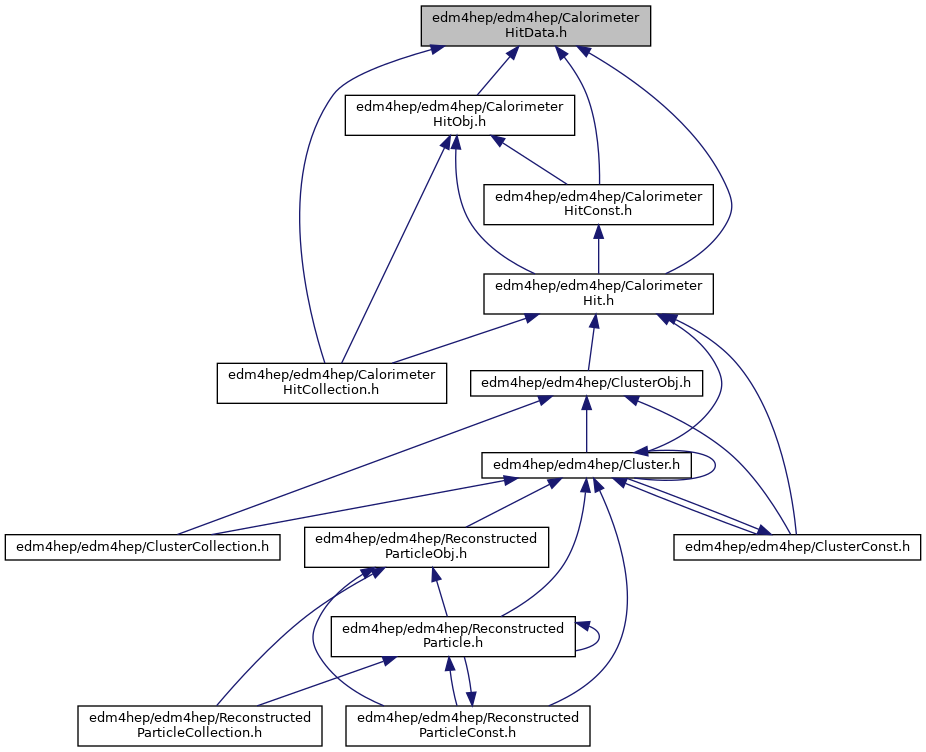 edm4hep/edm4hep/Calorimeter
HitData.h
edm4hep/edm4hep/Calorimeter
HitObj.h
edm4hep/edm4hep/Calorimeter
HitConst.h
edm4hep/edm4hep/Calorimeter
Hit.h
edm4hep/edm4hep/Calorimeter
HitCollection.h
edm4hep/edm4hep/ClusterObj.h
edm4hep/edm4hep/Cluster.h
edm4hep/edm4hep/ClusterCollection.h
edm4hep/edm4hep/Reconstructed
ParticleObj.h
edm4hep/edm4hep/ClusterConst.h
edm4hep/edm4hep/Reconstructed
Particle.h
edm4hep/edm4hep/Reconstructed
ParticleCollection.h
edm4hep/edm4hep/Reconstructed
ParticleConst.h